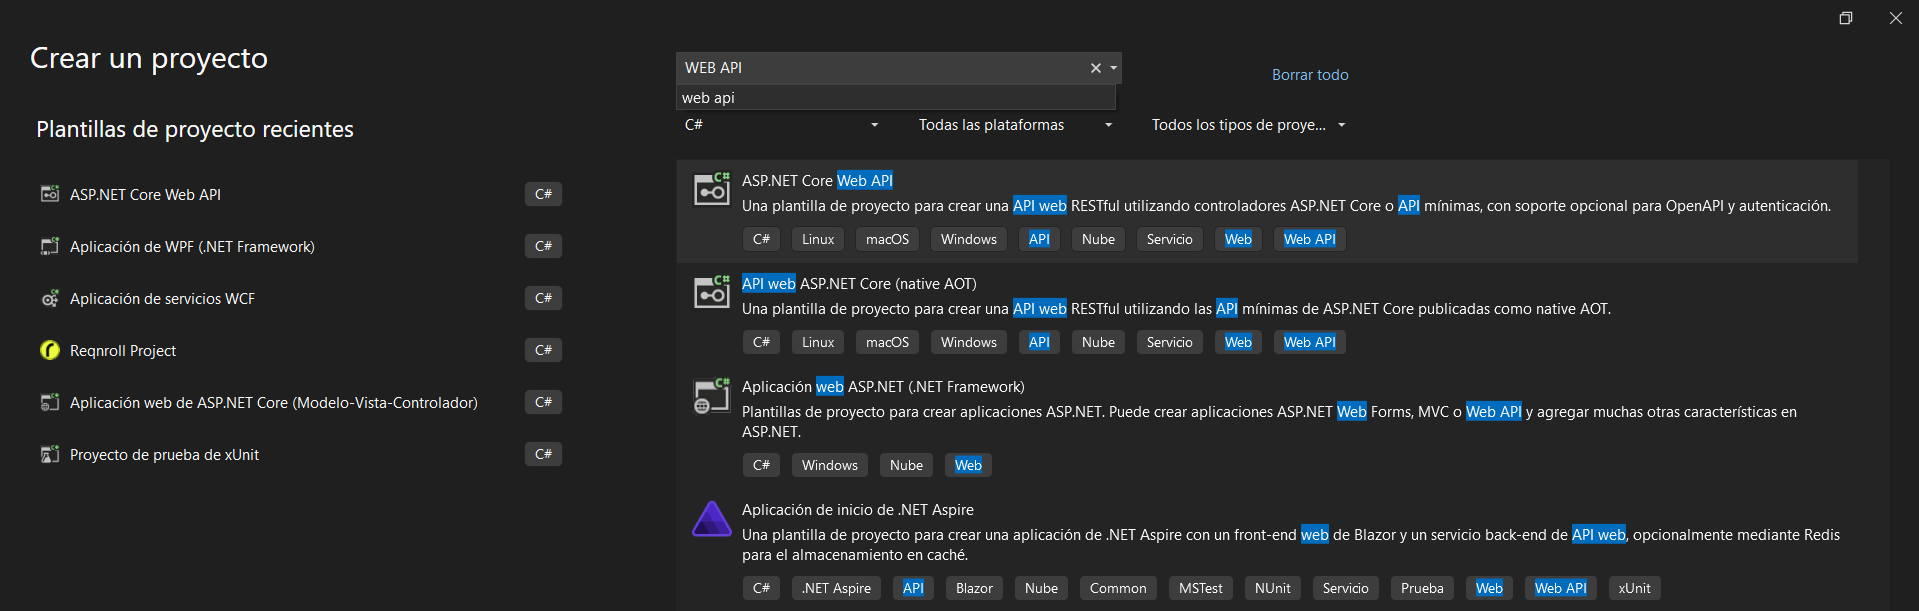 Crear un proyecto
Plantillas de proyecto recientes
ASP.NET Core Web API C#
Aplicación de WPF (.NET Framework) C#
Aplicación de servicios WCF C#
Reqnroll Project C#
Aplicación web de ASP.NET Core (Modelo-Vista-Controlador) C#
Proyecto de prueba de xUnit C#
WEB API
Borrar todo
web api
C# Todas las plataformas Todos los tipos de proye...
ASP.NET Core Web API
Una plantilla de proyecto para crear una API web RESTful utilizando controladores ASP.NET Core o API mínimas, con soporte opcional para OpenAPI y autenticación.
C# Linux macOS Windows API Nube Servicio Web Web API
API web ASP.NET Core (native AOT)
Una plantilla de proyecto para crear una API web RESTful utilizando las API mínimas de ASP.NET Core publicadas como native AOT.
C# Linux macOS Windows API Nube Servicio Web Web API
Aplicación web ASP.NET (.NET Framework)
Plantillas de proyecto para crear aplicaciones ASP.NET. Puede crear aplicaciones ASP.NET Web Forms, MVC o Web API y agregar muchas otras características en
ASP.NET.
C# Windows Nube Web
Aplicación de inicio de .NET Aspire
Una plantilla de proyecto para crear una aplicación de .NET Aspire con un front-end web de Blazor y un servicio back-end de API web, opcionalmente mediante Redis
para el almacenamiento en caché.
C# .NET Aspire API Blazor Nube Common MSTest NUnit Servicio Prueba Web Web API xUnit